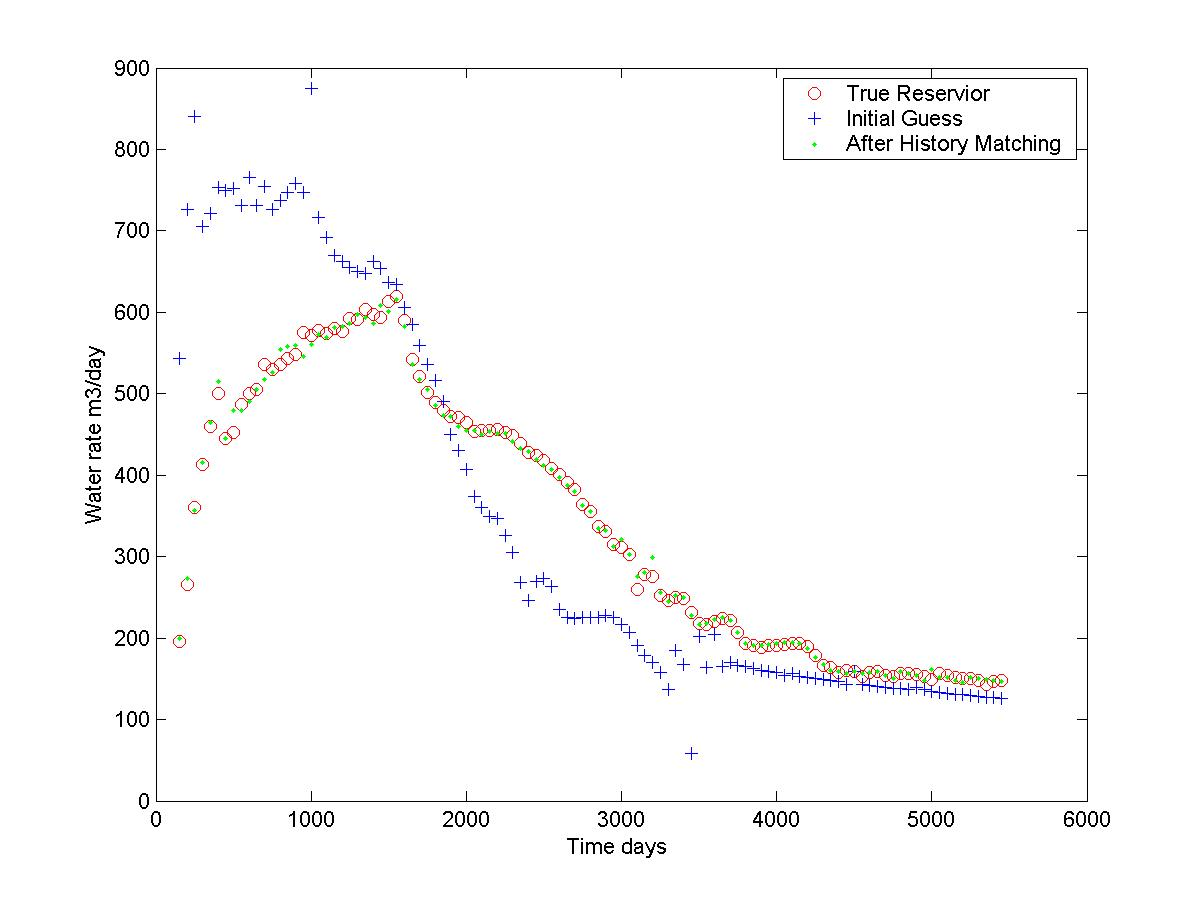 900
800
700
600
500
400
300
200
100
0
Water rate m3/day
True Reservior
Initial Guess
After History Matching
0 1000 2000 3000 4000 5000 6000
Time days